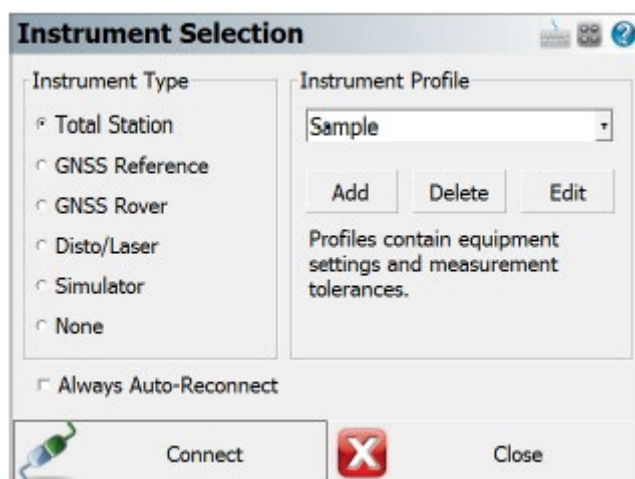 Instrument Selection
Instrument Type
Total Station
GNSS Reference
GNSS Rover
Disto/Laser
Simulator
None
Instrument Profile
Sample
Add Delete Edit
Profiles contain equipment
settings and measurement
tolerances.
Always Auto-Reconnect
Connect Close